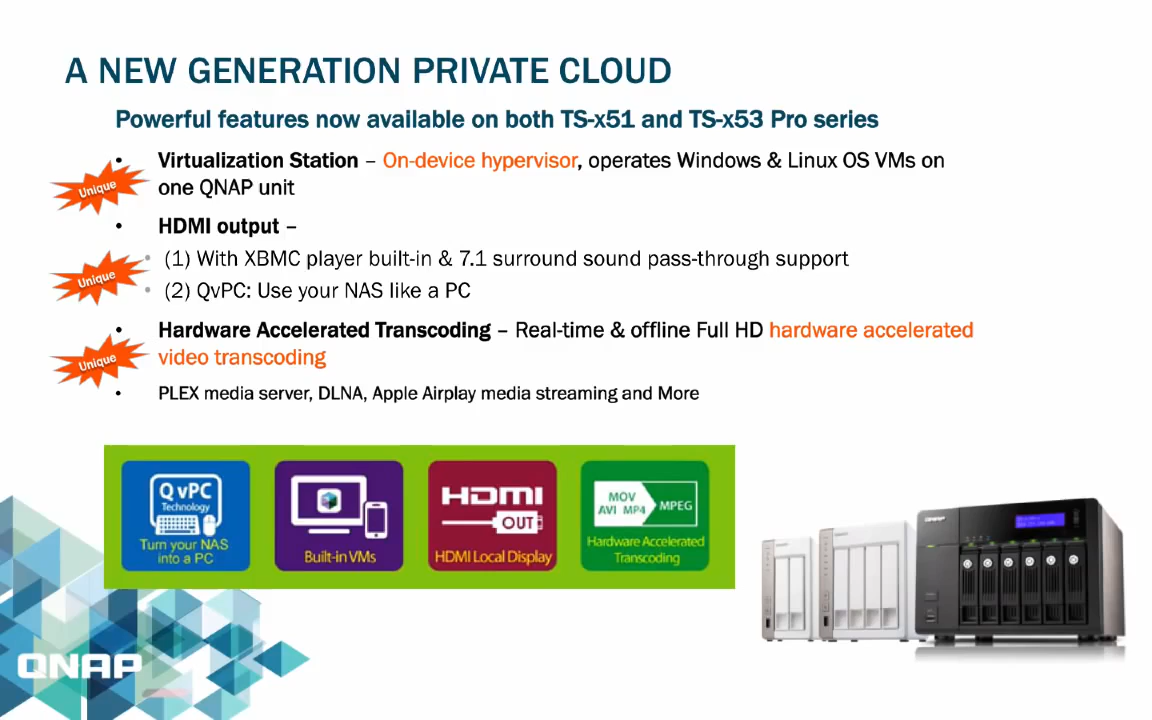 A NEW GENERATION PRIVATE CLOUD
Powerful features now available on both TS-x51 and TS-x53 Pro series
• Virtualization Station – On-device hypervisor, operates Windows & Linux OS VMs on
Unique
one QNAP unit
• HDMI output –
• (1) With XBMC player built-in & 7.1 surround sound pass-through support
Unique
• (2) QvPC: Use your NAS like a PC
• Hardware Accelerated Transcoding – Real-time & offline Full HD hardware accelerated
Unique
video transcoding
• PLEX media server, DLNA, Apple Airplay media streaming and More
QvPC
Technology
Turn your NAS
into a PC
Built-in VMs
HDMI
OUT
HDMI Local Display
MOV
AVI MP4
MPEG
Hardware Accelerated
Transcoding
QNAP
QNAP